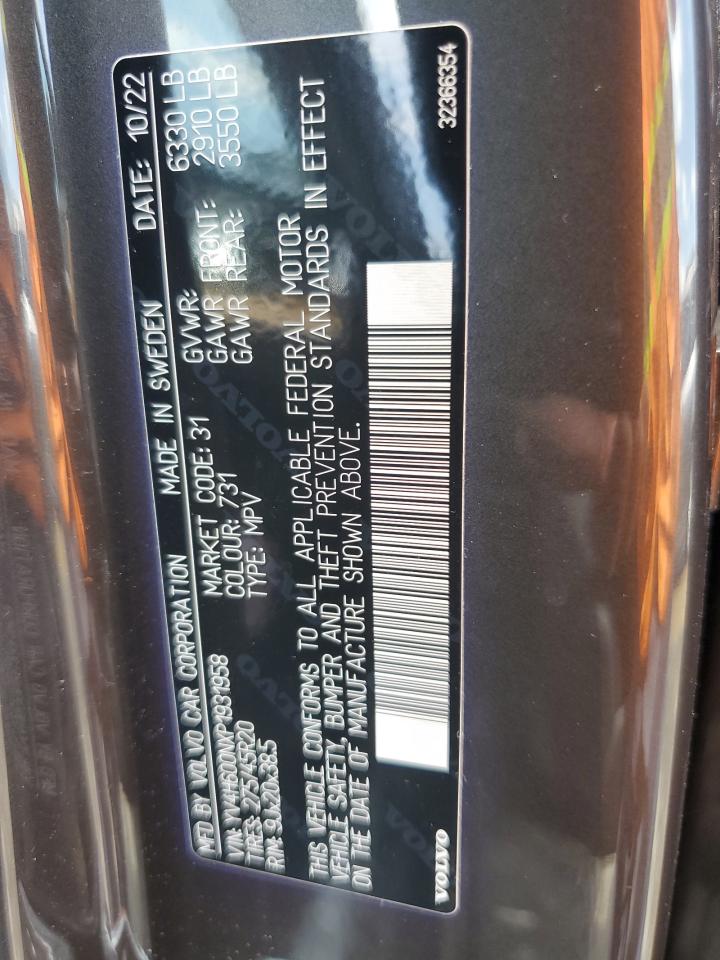 MFD BY VOLVO CAR CORPORATION MADE IN SWEDEN DATE: 10/22
VIN: YV4H600NXP1931958
TIRES: 275/45R20
RIM: 9Jx20x38.5
MARKET CODE: 31
COLOUR: 731
TYPE: MPV
GVWR: 6330 LB
GAWR FRONT: 2910 LB
GAWR REAR: 3550 LB
THIS VEHICLE CONFORMS TO ALL APPLICABLE FEDERAL MOTOR
VEHICLE SAFETY, BUMPER AND THEFT PREVENTION STANDARDS IN EFFECT
ON THE DATE OF MANUFACTURE SHOWN ABOVE.
VOLVO
32366354